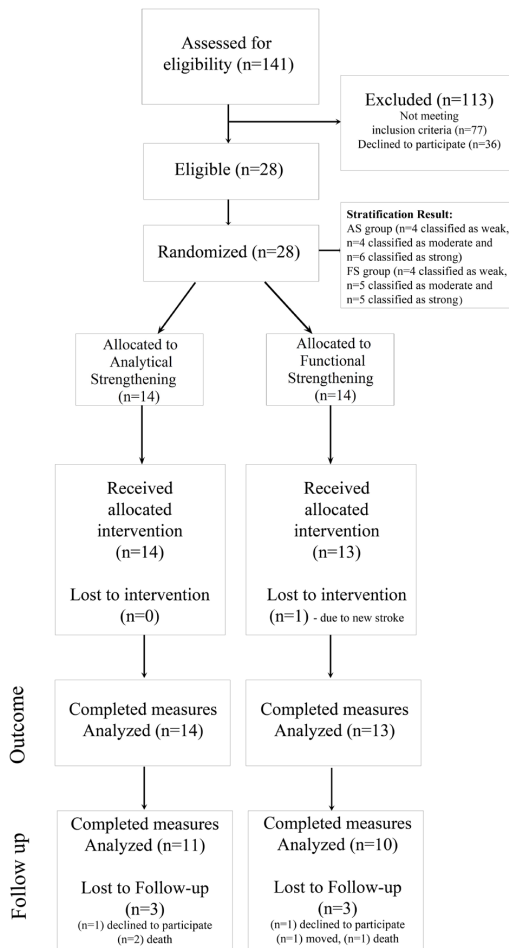 Assessed for
eligibility (n=141)
Excluded (n=113)
Not meeting
inclusion criteria (n=77)
Declined to participate (n=36)
Eligible (n=28)
Randomized (n=28)
Stratification Result:
AS group (n=4 classified as weak,
n=4 classified as moderate and
n=6 classified as strong)
FS group (n=4 classified as weak,
n=5 classified as moderate and
n=5 classified as strong)
Allocated to
Analytical
Strengthening
(n=14)
Allocated to
Functional
Strengthening
(n=14)
Received
allocated
intervention
(n=14)
Lost to intervention
(n=0)
Received
allocated
intervention
(n=13)
Lost to intervention
(n=1) - due to new stroke
Outcome
Completed measures
Analyzed (n=14)
Completed measures
Analyzed (n=13)
Follow up
Completed measures
Analyzed (n=11)
Lost to Follow-up
(n=3)
(n=1) declined to participate
(n=2) death
Completed measures
Analyzed (n=10)
Lost to Follow-up
(n=3)
(n=1) declined to participate
(n=1) moved, (n=1) death